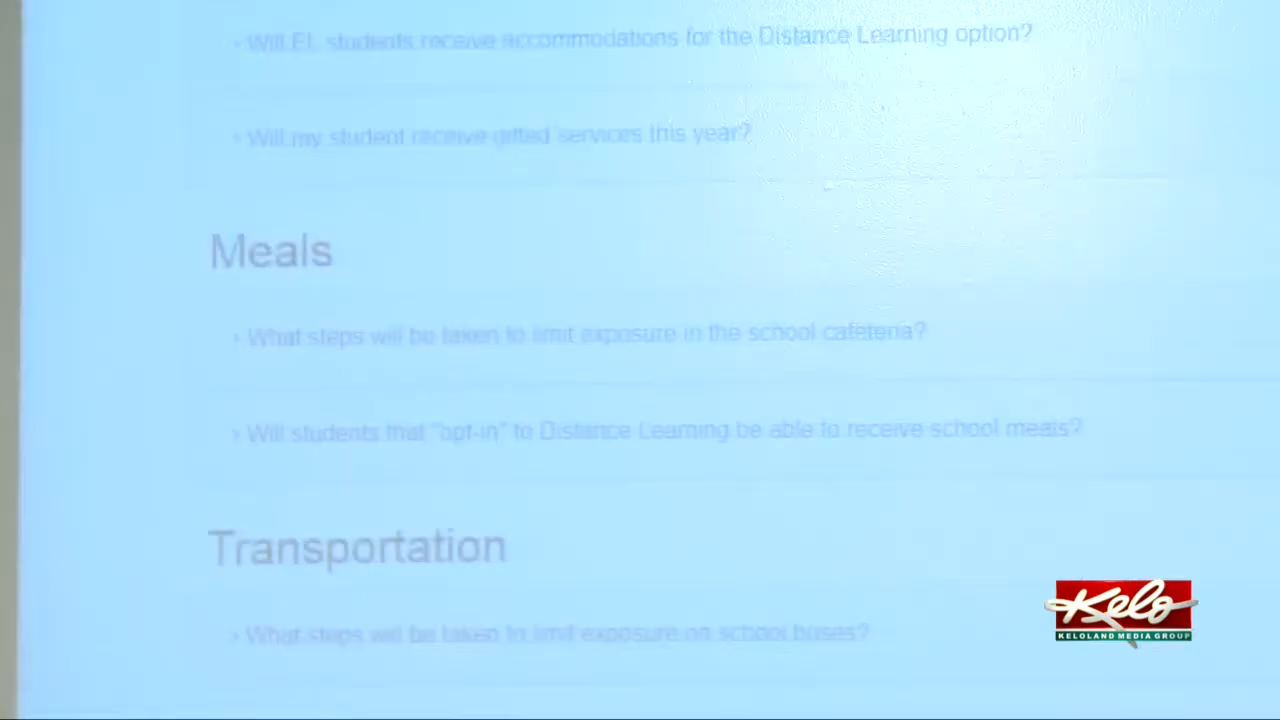 › Will EL students receive accommodations for the Distance Learning option?
› Will my student receive gifted services this year?
Meals
› What steps will be taken to limit exposure in the school cafeteria?
› Will students that "opt-in" to Distance Learning be able to receive school meals?
Transportation
› What steps will be taken to limit exposure on school buses?
Kelo
KELOLAND MEDIA GROUP